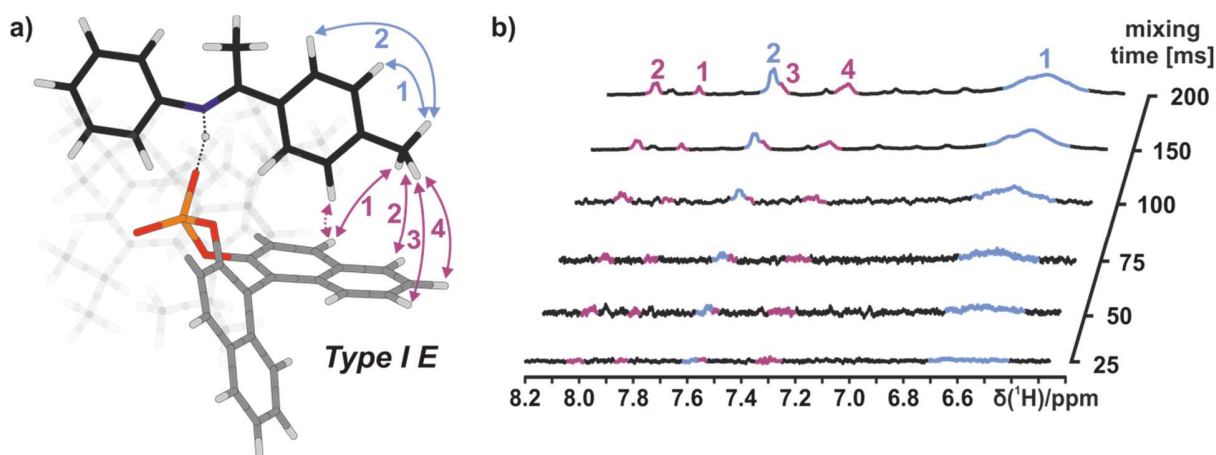 a)
2
1
1
2
3
4
Type I E
b)
mixing
time [ms]
2 1 2 3 4 1
200
150
100
75
50
25
8.2 8.0 7.8 7.6 7.4 7.2 7.0 6.8 6.6 δ(¹H)/ppm